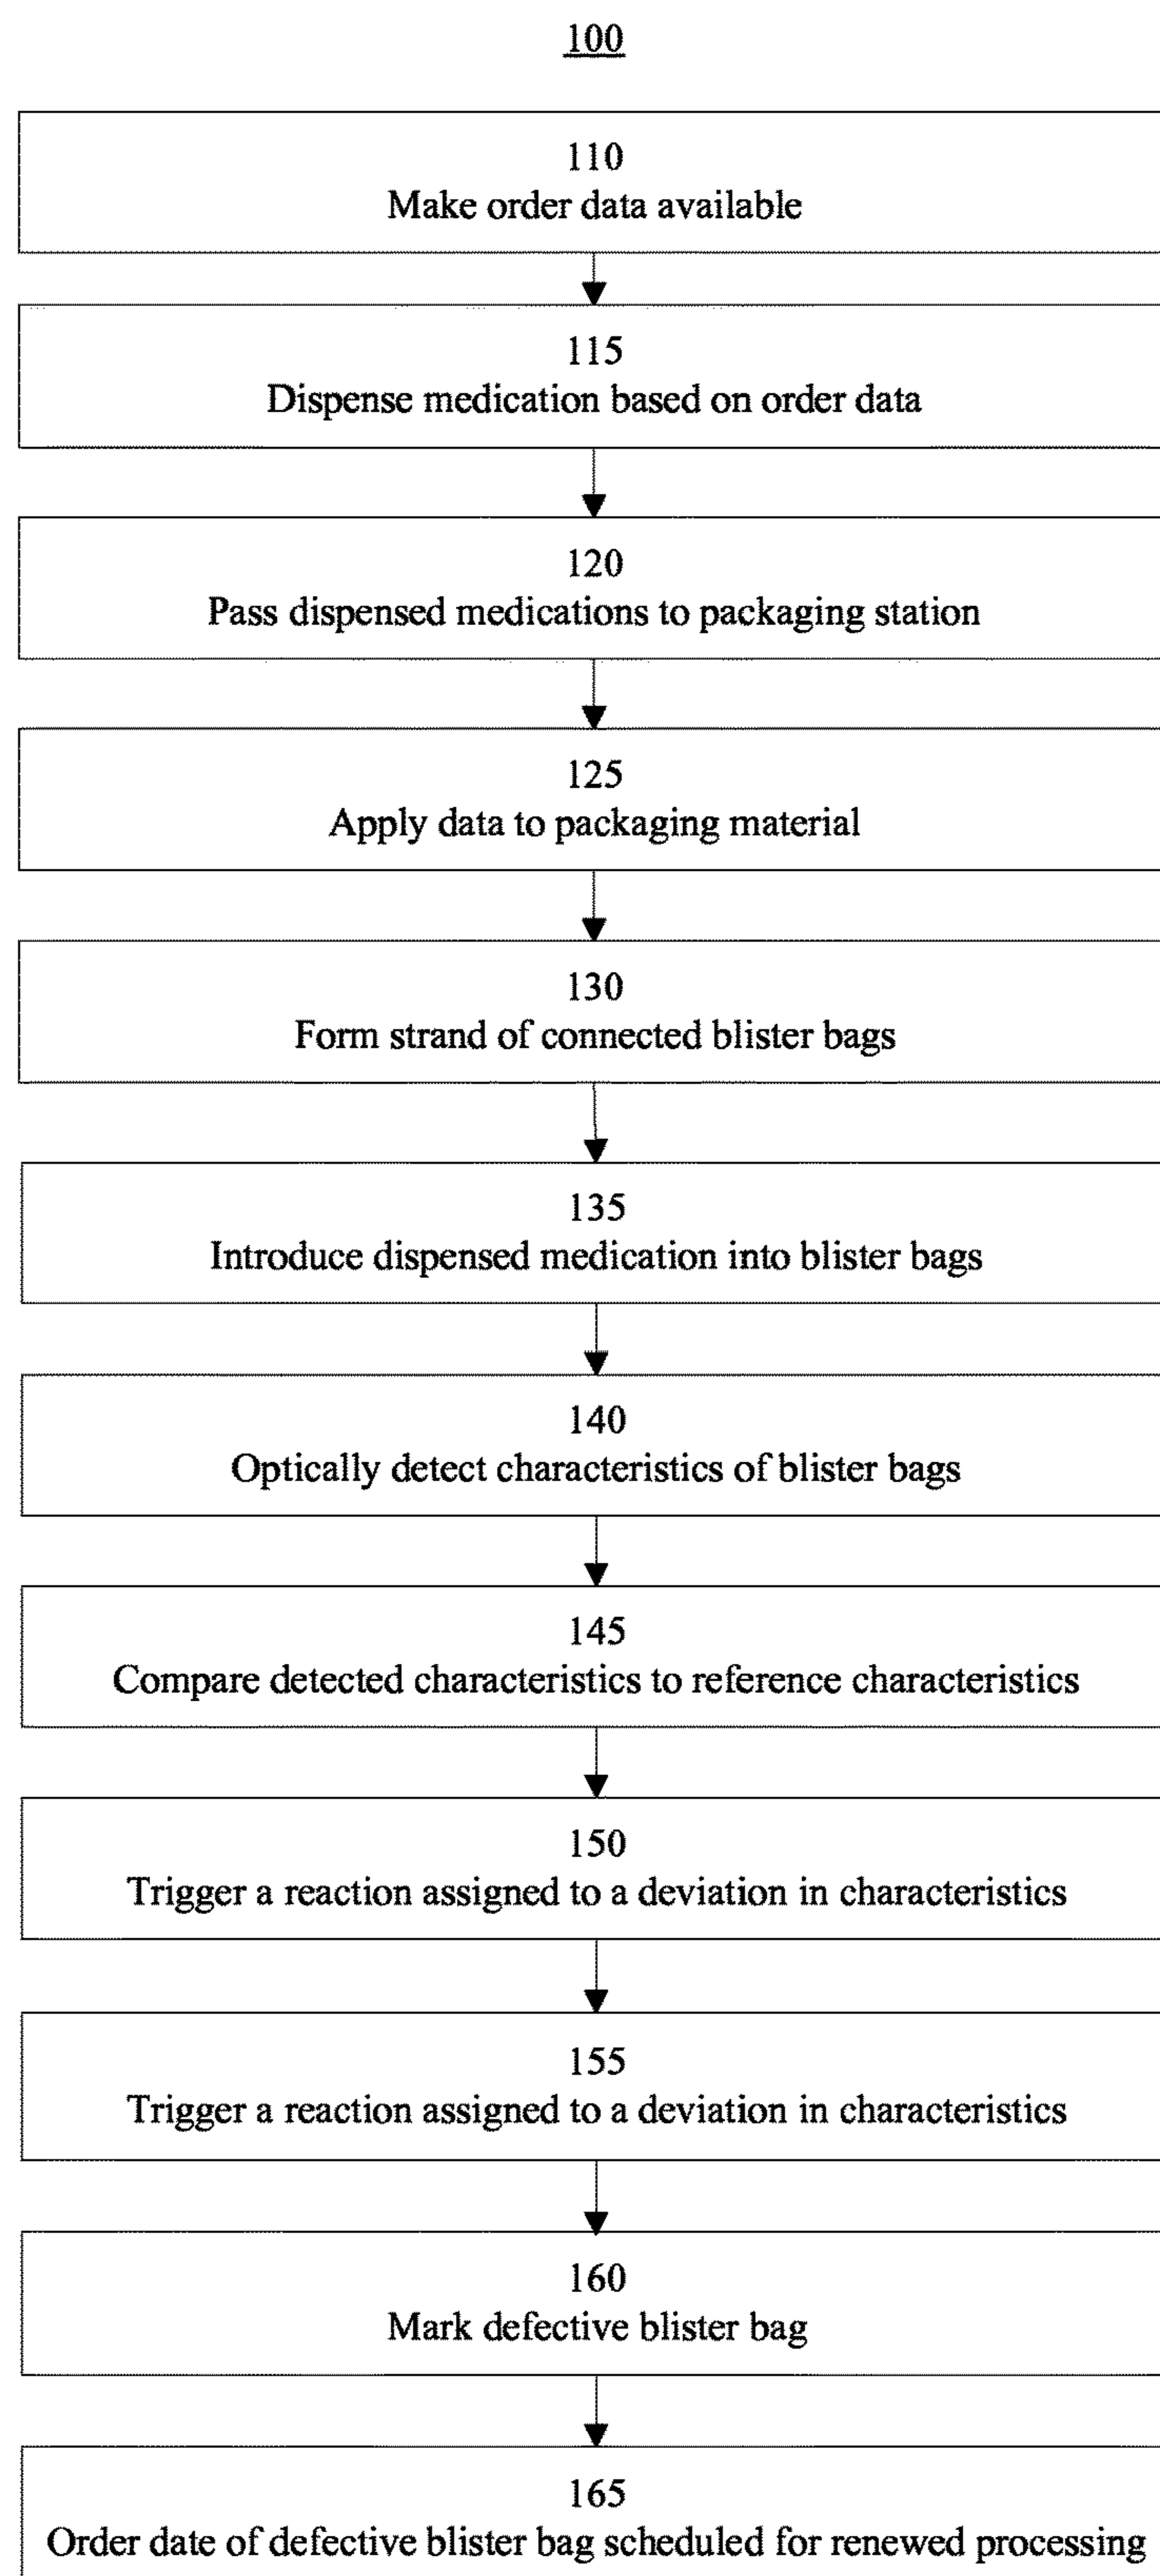 100
110
Make order data available
115
Dispense medication based on order data
120
Pass dispensed medications to packaging station
125
Apply data to packaging material
130
Form strand of connected blister bags
135
Introduce dispensed medication into blister bags
140
Optically detect characteristics of blister bags
145
Compare detected characteristics to reference characteristics
150
Trigger a reaction assigned to a deviation in characteristics
155
Trigger a reaction assigned to a deviation in characteristics
160
Mark defective blister bag
165
Order date of defective blister bag scheduled for renewed processing